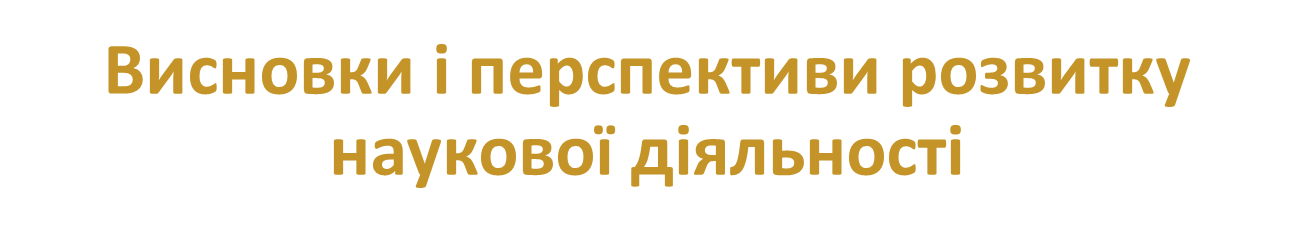 Висновки і перспективи розвитку
наукової діяльності